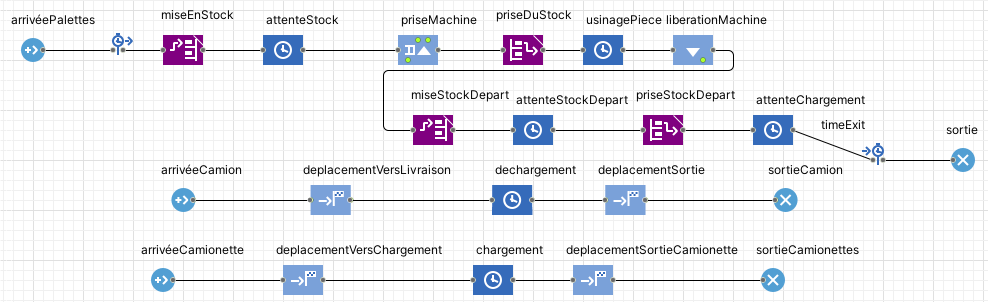 arrivéePalettes
miseEnStock
attenteStock
priseMachine
priseDuStock
usinagePiece
liberationMachine
miseStockDepart
attenteStockDepart
priseStockDepart
attenteChargement
timeExit
sortie
arrivéeCamion
deplacementVersLivraison
dechargement
deplacementSortie
sortieCamion
arrivéeCamionette
deplacementVersChargement
chargement
deplacementSortieCamionette
sortieCamionettes